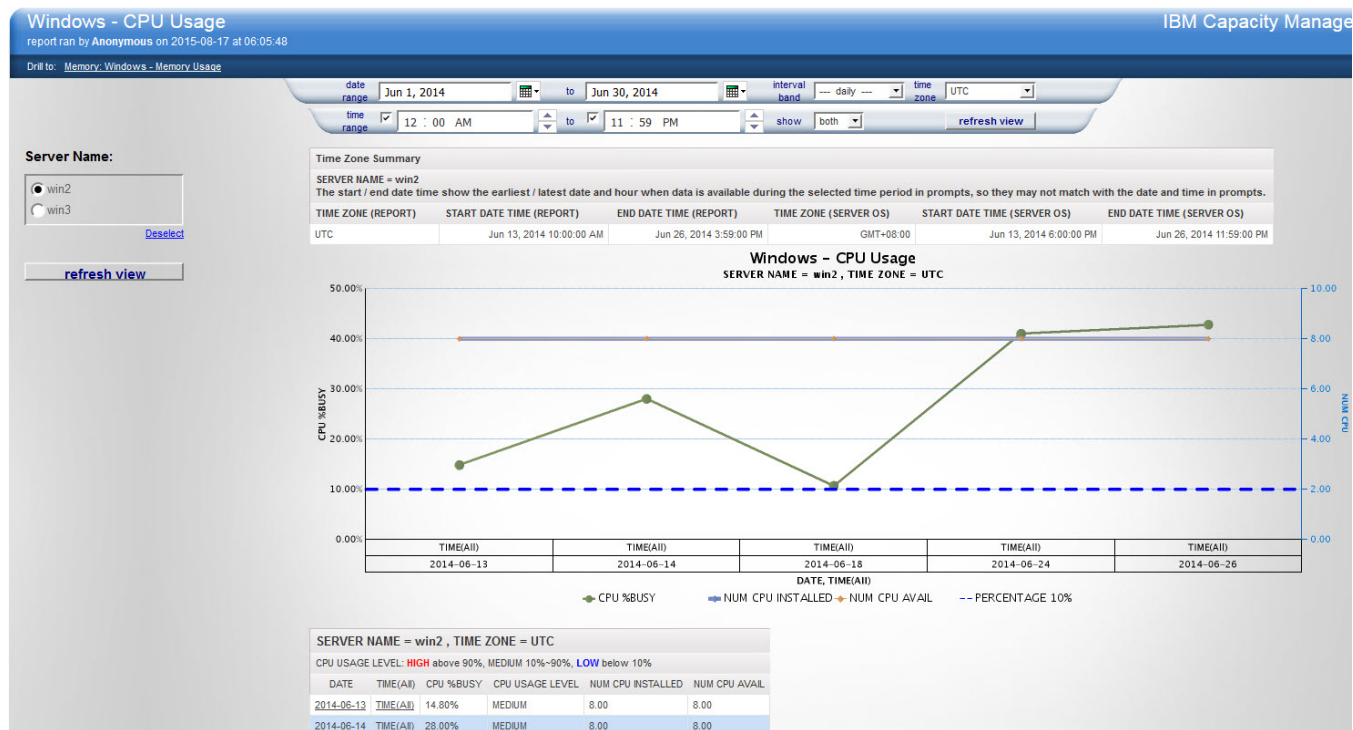 Windows - CPU Usage
IBM Capacity Manage
report ran by Anonymous on 2015-08-17 at 06:05:48
Drill to: Memory: Windows - Memory Usage
date range Jun 1, 2014 to Jun 30, 2014 interval band --- daily --- time zone UTC
time range 12 : 00 AM to 11 : 59 PM show both refresh view
Server Name:
win2
win3
Deselect
refresh view
Time Zone Summary
SERVER NAME = win2
The start / end date time show the earliest / latest date and hour when data is available during the selected time period in prompts, so they may not match with the date and time in prompts.
TIME ZONE (REPORT) START DATE TIME (REPORT) END DATE TIME (REPORT) TIME ZONE (SERVER OS) START DATE TIME (SERVER OS) END DATE TIME (SERVER OS)
UTC Jun 13, 2014 10:00:00 AM Jun 26, 2014 3:59:00 PM GMT+08:00 Jun 13, 2014 6:00:00 PM Jun 26, 2014 11:59:00 PM
Windows - CPU Usage
SERVER NAME = win2 , TIME ZONE = UTC
50.00% 10.00
40.00% 8.00
30.00% 6.00
20.00% 4.00
10.00% 2.00
0.00% 0.00
CPU %BUSY
NUM CPU
TIME(All) TIME(All) TIME(All) TIME(All) TIME(All)
2014-06-13 2014-06-14 2014-06-18 2014-06-24 2014-06-26
DATE, TIME(All)
CPU %BUSY NUM CPU INSTALLED NUM CPU AVAIL PERCENTAGE 10%
SERVER NAME = win2 , TIME ZONE = UTC
CPU USAGE LEVEL: HIGH above 90%, MEDIUM 10%~90%, LOW below 10%
DATE TIME(All) CPU %BUSY CPU USAGE LEVEL NUM CPU INSTALLED NUM CPU AVAIL
2014-06-13 TIME(All) 14.80% MEDIUM 8.00 8.00
2014-06-14 TIME(All) 28.00% MEDIUM 8.00 8.00